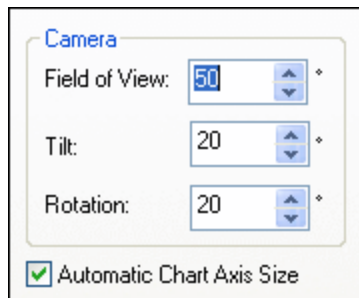 Camera
Field of View: 50 °
Tilt: 20 °
Rotation: 20 °
Automatic Chart Axis Size